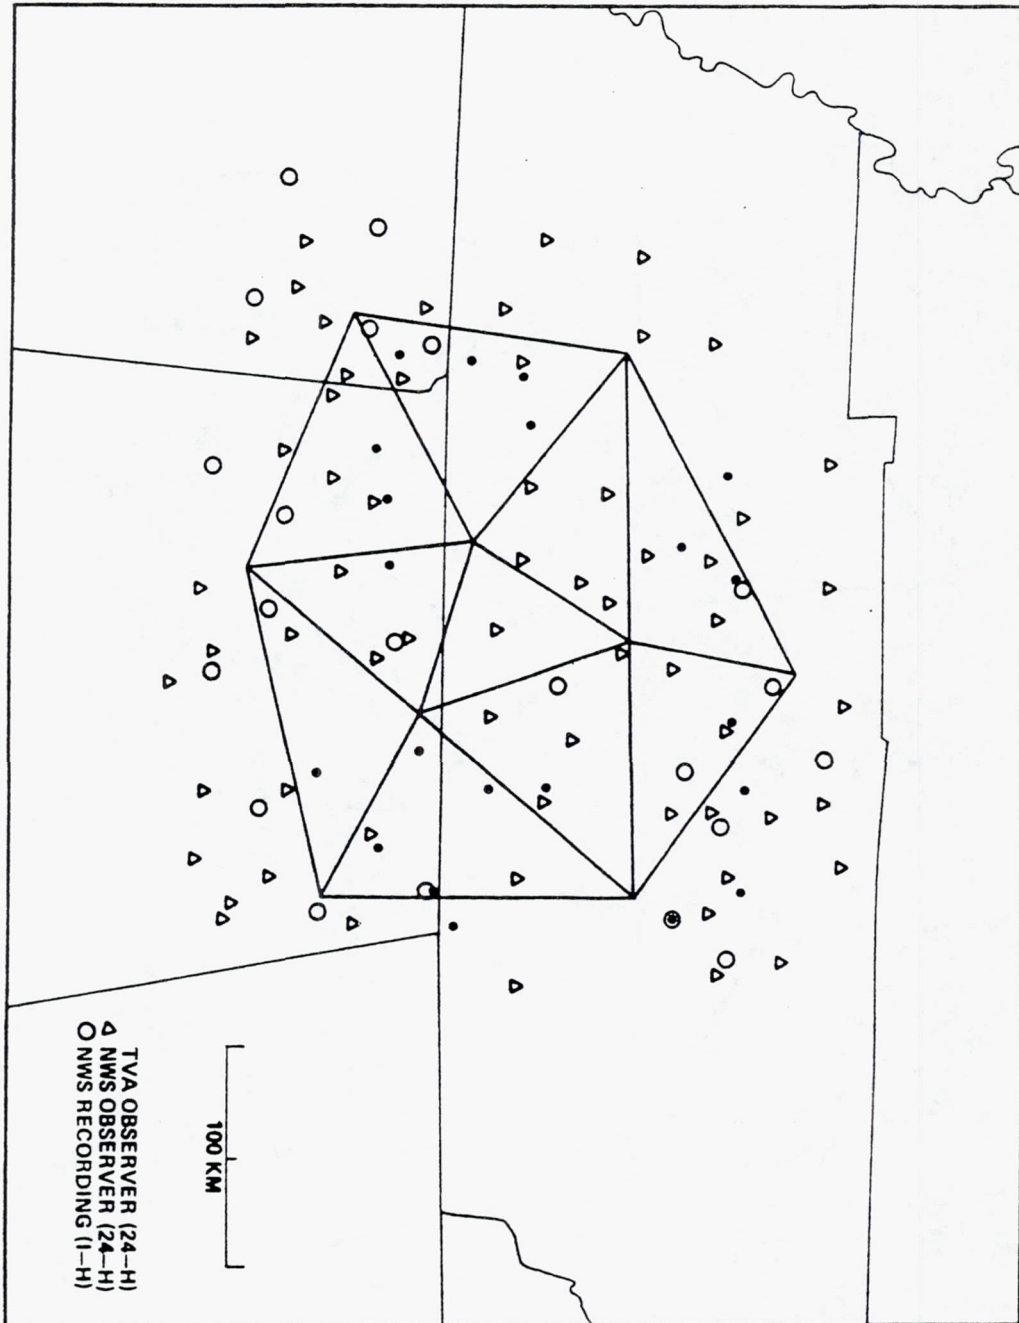 100 KM
TVA OBSERVER (24–H)
NWS OBSERVER (24–H)
NWS RECORDING (1–H)